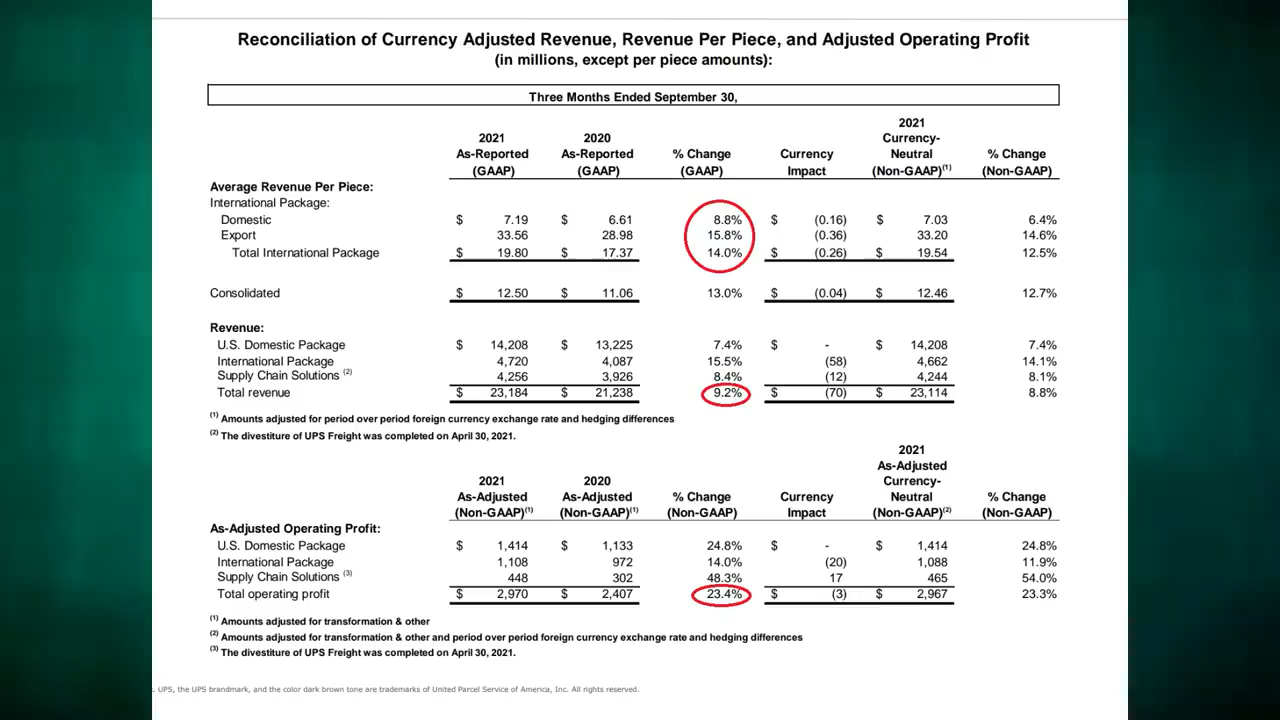 Reconciliation of Currency Adjusted Revenue, Revenue Per Piece, and Adjusted Operating Profit
(in millions, except per piece amounts):
Three Months Ended September 30,
2021 As-Reported (GAAP) 2020 As-Reported (GAAP) % Change (GAAP) Currency Impact 2021 Currency-Neutral (Non-GAAP)(1) % Change (Non-GAAP)
Average Revenue Per Piece:
International Package:
Domestic $ 7.19 $ 6.61 8.8% $ (0.16) $ 7.03 6.4%
Export 33.56 28.98 15.8% (0.36) 33.20 14.6%
Total International Package $ 19.80 $ 17.37 14.0% $ (0.26) $ 19.54 12.5%
Consolidated $ 12.50 $ 11.06 13.0% $ (0.04) $ 12.46 12.7%
Revenue:
U.S. Domestic Package $ 14,208 $ 13,225 7.4% $ - $ 14,208 7.4%
International Package 4,720 4,087 15.5% (58) 4,662 14.1%
Supply Chain Solutions (2) 4,256 3,926 8.4% (12) 4,244 8.1%
Total revenue $ 23,184 $ 21,238 9.2% $ (70) $ 23,114 8.8%
(1) Amounts adjusted for period over period foreign currency exchange rate and hedging differences
(2) The divestiture of UPS Freight was completed on April 30, 2021.
2021 As-Adjusted (Non-GAAP)(1) 2020 As-Adjusted (Non-GAAP)(1) % Change (Non-GAAP) Currency Impact 2021 As-Adjusted Currency-Neutral (Non-GAAP)(2) % Change (Non-GAAP)
As-Adjusted Operating Profit:
U.S. Domestic Package $ 1,414 $ 1,133 24.8% $ - $ 1,414 24.8%
International Package 1,108 972 14.0% (20) 1,088 11.9%
Supply Chain Solutions (3) 448 302 48.3% 17 465 54.0%
Total operating profit $ 2,970 $ 2,407 23.4% $ (3) $ 2,967 23.3%
(1) Amounts adjusted for transformation & other
(2) Amounts adjusted for transformation & other and period over period foreign currency exchange rate and hedging differences
(3) The divestiture of UPS Freight was completed on April 30, 2021.
. UPS, the UPS brandmark, and the color dark brown tone are trademarks of United Parcel Service of America, Inc. All rights reserved.